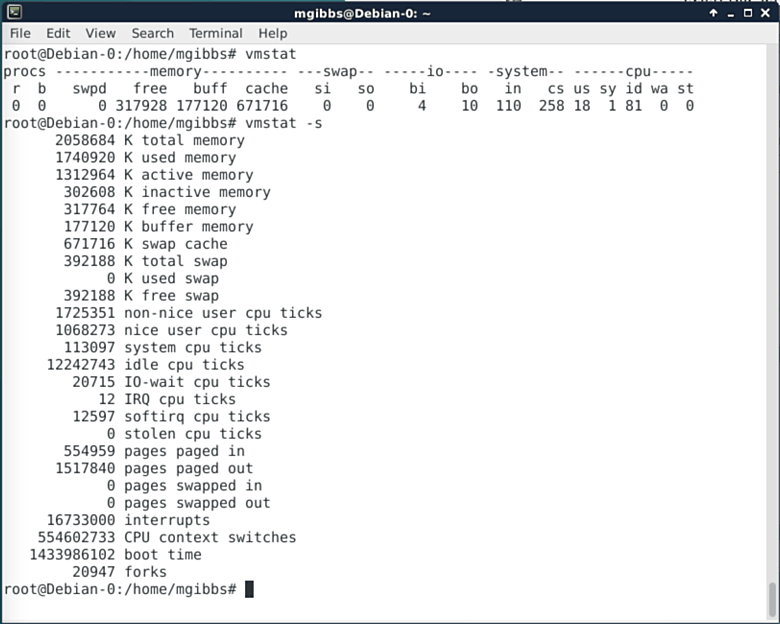 mgibbs@Debian-0: ~
File Edit View Search Terminal Help
root@Debian-0:/home/mgibbs# vmstat
procs -----------memory---------- ---swap-- -----io---- -system-- ------cpu-----
 r  b   swpd   free   buff  cache   si   so    bi    bo   in   cs us sy id wa st
 0  0      0 317928 177120 671716    0    0     4    10  110  258 18  1 81  0  0
root@Debian-0:/home/mgibbs# vmstat -s
      2058684 K total memory
      1740920 K used memory
      1312964 K active memory
       302608 K inactive memory
       317764 K free memory
       177120 K buffer memory
       671716 K swap cache
       392188 K total swap
            0 K used swap
       392188 K free swap
      1725351 non-nice user cpu ticks
      1068273 nice user cpu ticks
       113097 system cpu ticks
     12242743 idle cpu ticks
        20715 IO-wait cpu ticks
           12 IRQ cpu ticks
        12597 softirq cpu ticks
            0 stolen cpu ticks
       554959 pages paged in
      1517840 pages paged out
            0 pages swapped in
            0 pages swapped out
     16733000 interrupts
    554602733 CPU context switches
   1433986102 boot time
        20947 forks
root@Debian-0:/home/mgibbs#